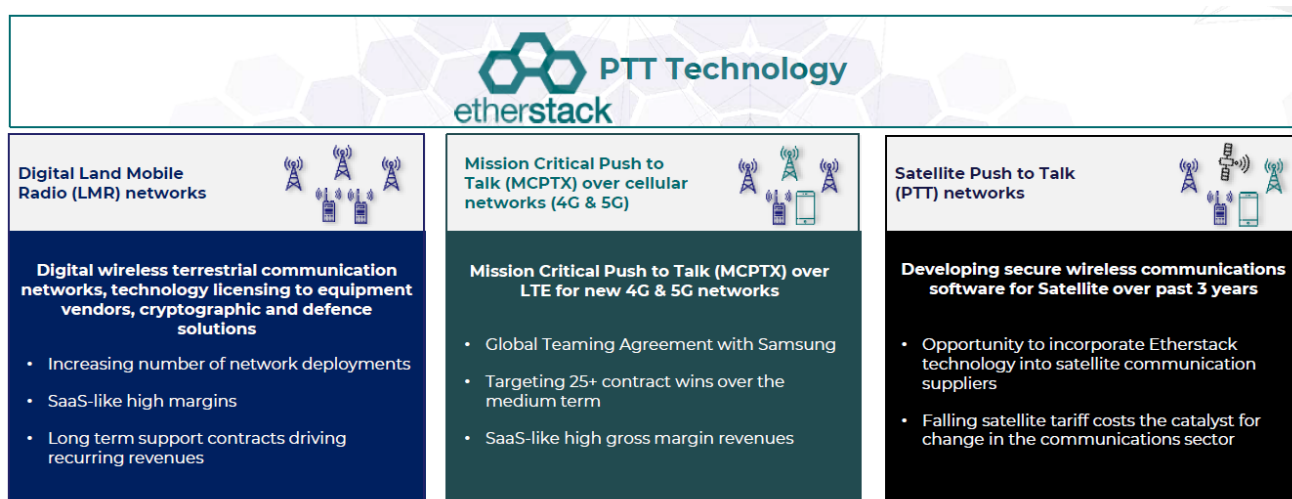 etherstack
PTT Technology
Digital Land Mobile
Radio (LMR) networks
Digital wireless terrestrial communication
networks, technology licensing to equipment
vendors, cryptographic and defence
solutions
• Increasing number of network deployments
• SaaS-like high margins
• Long term support contracts driving
recurring revenues
Mission Critical Push to
Talk (MCPTX) over cellular
networks (4G & 5G)
Mission Critical Push to Talk (MCPTX) over
LTE for new 4G & 5G networks
• Global Teaming Agreement with Samsung
• Targeting 25+ contract wins over the
medium term
• SaaS-like high gross margin revenues
Satellite Push to Talk
(PTT) networks
Developing secure wireless communications
software for Satellite over past 3 years
• Opportunity to incorporate Etherstack
technology into satellite communication
suppliers
• Falling satellite tariff costs the catalyst for
change in the communications sector